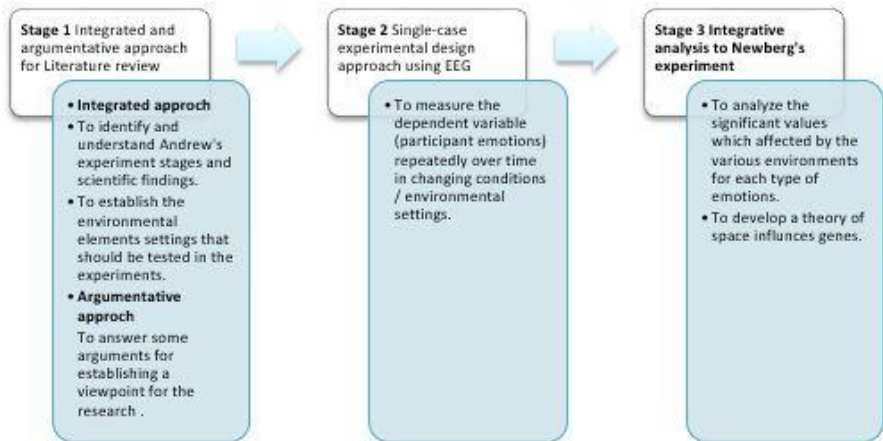 Stage 1 Integrated and
argumentative approach
for Literature review
• Integrated approch
• To identify and
understand Andrew's
experiment stages and
scientific findings.
• To establish the
environmental
elements settings that
should be tested in the
experiments.
• Argumentative
approch
To answer some
arguments for
establishing a
viewpoint for the
research .
Stage 2 Single-case
experimental design
approach using EEG
• To measure the
dependent variable
(participant emotions)
repeatedly over time
in changing conditions
/ environmental
settings.
Stage 3 Integrative
analysis to Newberg's
experiment
• To analyze the
significant values
which affected by the
various environments
for each type of
emotions.
• To develop a theory of
space influnces genes.